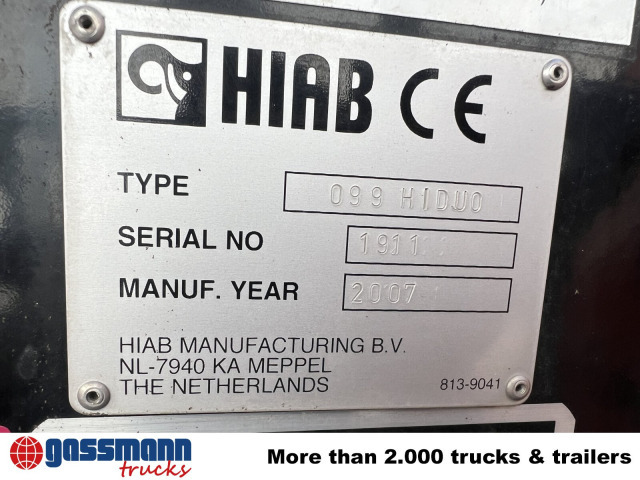 HIAB CE
TYPE 099 HIDUO
SERIAL NO 1911
MANUF. YEAR 2007
HIAB MANUFACTURING B.V.
NL-7940 KA MEPPEL
THE NETHERLANDS 813-9041
gassmann
trucks
More than 2.000 trucks & trailers